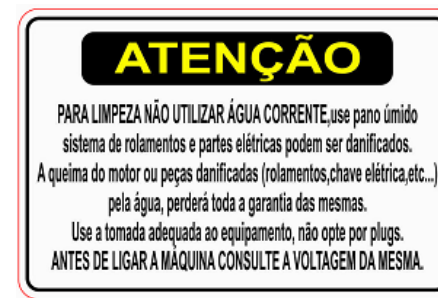 ATENÇÃO
PARA LIMPEZA NÃO UTILIZAR ÁGUA CORRENTE,use pano úmido
sistema de rolamentos e partes elétricas podem ser danificados.
A queima do motor ou peças danificadas (rolamentos,chave elétrica,etc...)
pela água, perderá toda a garantia das mesmas.
Use a tomada adequada ao equipamento, não opte por plugs.
ANTES DE LIGAR A MÁQUINA CONSULTE A VOLTAGEM DA MESMA.